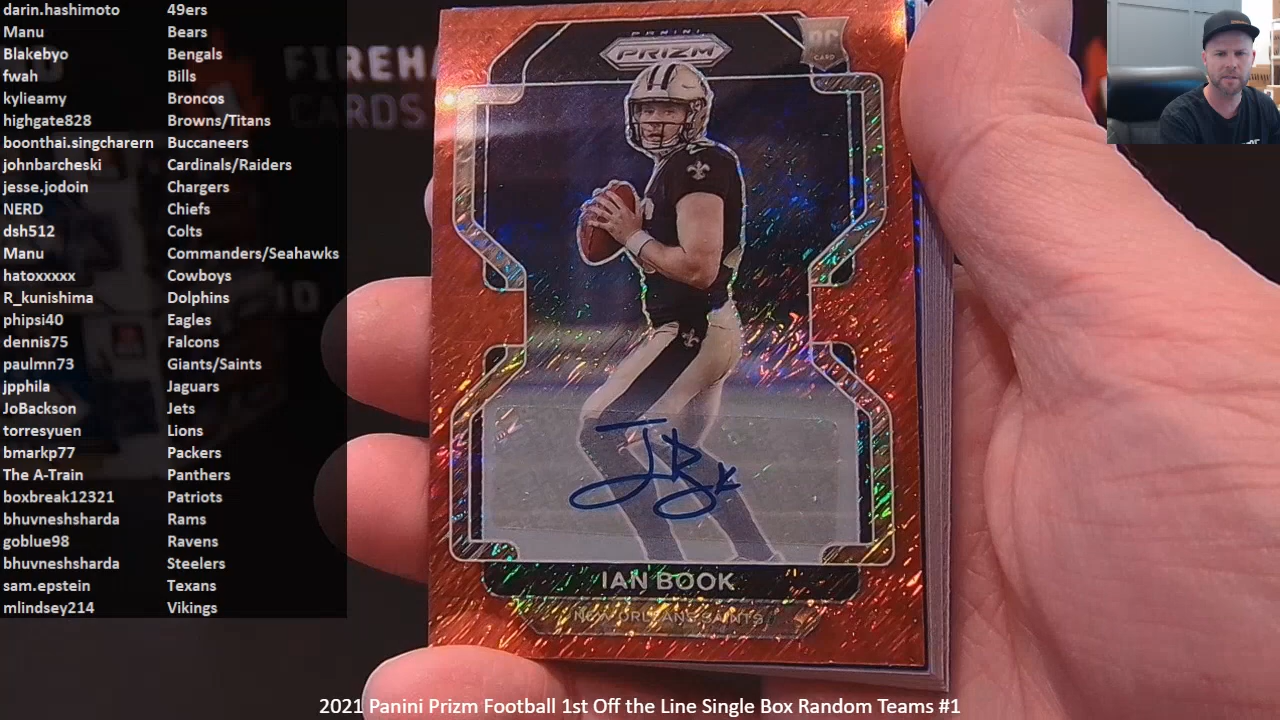 darin.hashimoto 49ers
Manu Bears
Blakebyo Bengals
fwah Bills
kylieamy Broncos
highgate828 Browns/Titans
boonthai.singcharern Buccaneers
johnbarcheski Cardinals/Raiders
jesse.jodoin Chargers
NERD Chiefs
dsh512 Colts
Manu Commanders/Seahawks
hatoxxxxx Cowboys
R_kunishima Dolphins
phipsi40 Eagles
dennis75 Falcons
paulmn73 Giants/Saints
jpphila Jaguars
JoBackson Jets
torresyuen Lions
bmarkp77 Packers
The A-Train Panthers
boxbreak12321 Patriots
bhuvneshsharda Rams
goblue98 Ravens
bhuvneshsharda Steelers
sam.epstein Texans
mlindsey214 Vikings
CARDS
PANINI
PRIZM
RC
CARD
IAN BOOK
NEW ORLEANS SAINTS
2021 Panini Prizm Football 1st Off the Line Single Box Random Teams #1